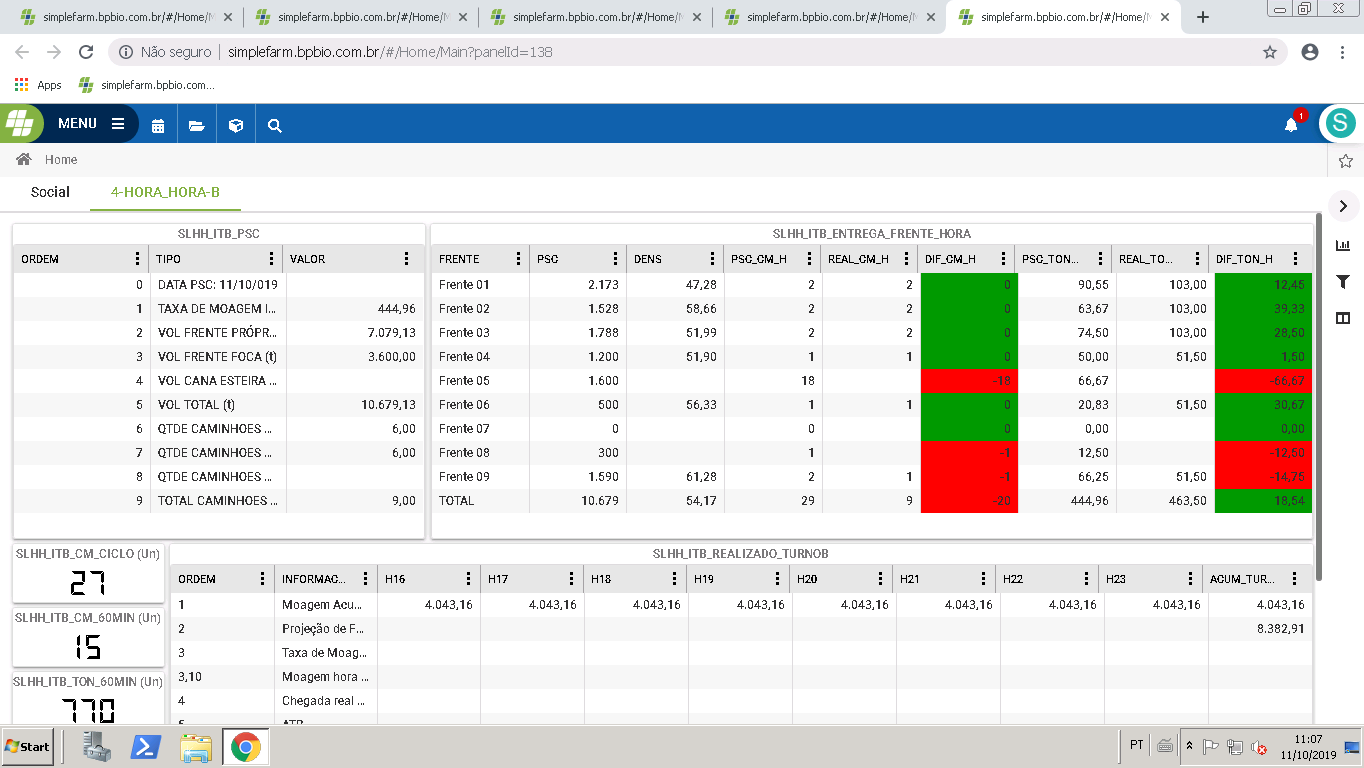 simplefarm.bpbio.com.br/#/Home/M simplefarm.bpbio.com.br/#/Home/M simplefarm.bpbio.com.br/#/Home/M simplefarm.bpbio.com.br/#/Home/M simplefarm.bpbio.com.br/#/Home/M
Não seguro simplefarm.bpbio.com.br/#/Home/Main?panelId=138
Apps simplefarm.bpbio.com....
MENU 1 S
Home
Social 4-HORA_HORA-B
SLHH_ITB_PSC
ORDEM TIPO VALOR
0 DATA PSC: 11/10/019
1 TAXA DE MOAGEM I... 444,96
2 VOL FRENTE PRÓPR... 7.079,13
3 VOL FRENTE FOCA (t) 3.600,00
4 VOL CANA ESTEIRA ...
5 VOL TOTAL (t) 10.679,13
6 QTDE CAMINHOES ... 6,00
7 QTDE CAMINHOES ... 6,00
8 QTDE CAMINHOES ...
9 TOTAL CAMINHOES ... 9,00
SLHH_ITB_ENTREGA_FRENTE_HORA
FRENTE PSC DENS PSC_CM_H REAL_CM_H DIF_CM_H PSC_TON... REAL_TO... DIF_TON_H
Frente 01 2.173 47,28 2 2 0 90,55 103,00 12,45
Frente 02 1.528 58,66 2 2 0 63,67 103,00 39,33
Frente 03 1.788 51,99 2 2 0 74,50 103,00 28,50
Frente 04 1.200 51,90 1 1 0 50,00 51,50 1,50
Frente 05 1.600 18 -18 66,67 -66,67
Frente 06 500 56,33 1 1 0 20,83 51,50 30,67
Frente 07 0 0 0 0,00 0,00
Frente 08 300 1 -1 12,50 -12,50
Frente 09 1.590 61,28 2 1 -1 66,25 51,50 -14,75
TOTAL 10.679 54,17 29 9 -20 444,96 463,50 18,54
SLHH_ITB_CM_CICLO (Un)
27
SLHH_ITB_CM_60MIN (Un)
15
SLHH_ITB_TON_60MIN (Un)
770
SLHH_ITB_REALIZADO_TURNOB
ORDEM INFORMAC... H16 H17 H18 H19 H20 H21 H22 H23 ACUM_TUR...
1 Moagem Acu... 4.043,16 4.043,16 4.043,16 4.043,16 4.043,16 4.043,16 4.043,16 4.043,16 4.043,16
2 Projeção de F... 8.382,91
3 Taxa de Moag...
3,10 Moagem hora ...
4 Chegada real ...
Start PT 11:07
11/10/2019